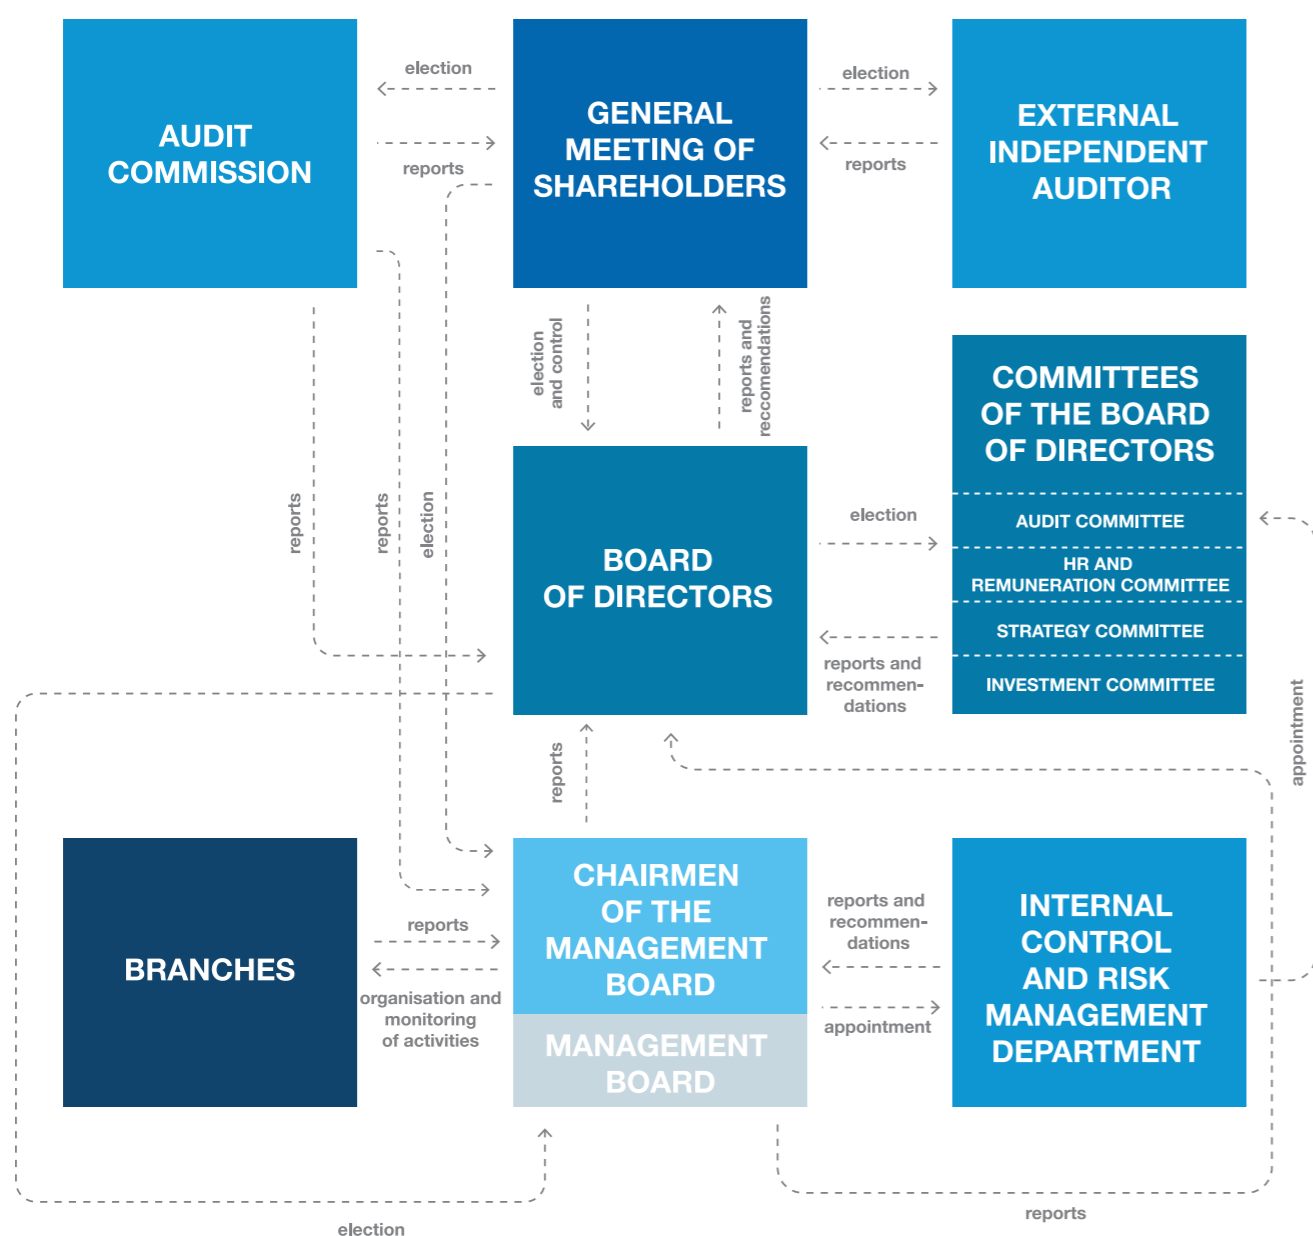 AUDIT
COMMISSION
election
reports
GENERAL
MEETING OF
SHAREHOLDERS
election
reports
EXTERNAL
INDEPENDENT
AUDITOR
election
and control
reports and
reccomendations
reports
reports
election
BOARD
OF DIRECTORS
election
reports and
recommen-
dations
COMMITTEES
OF THE BOARD
OF DIRECTORS
AUDIT COMMITTEE
HR AND
REMUNERATION COMMITTEE
STRATEGY COMMITTEE
INVESTMENT COMMITTEE
appointment
reports
BRANCHES
reports
organisation and
monitoring
of activities
CHAIRMEN
OF THE
MANAGEMENT
BOARD
MANAGEMENT
BOARD
reports and
recommen-
dations
appointment
INTERNAL
CONTROL
AND RISK
MANAGEMENT
DEPARTMENT
election
reports